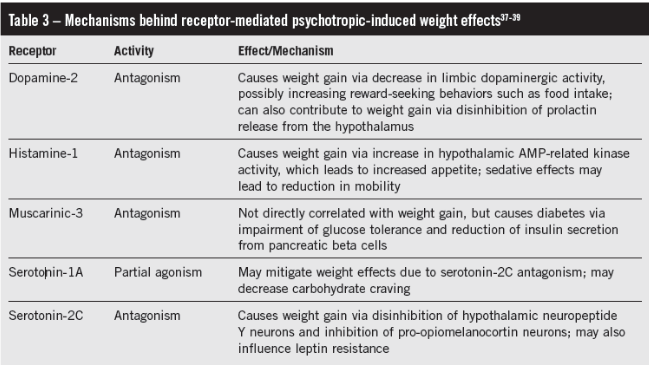 Table 3 – Mechanisms behind receptor-mediated psychotropic-induced weight effects37-39
Receptor Activity Effect/Mechanism
Dopamine-2 Antagonism Causes weight gain via decrease in limbic dopaminergic activity,
possibly increasing reward-seeking behaviors such as food intake;
can also contribute to weight gain via disinhibition of prolactin
release from the hypothalamus
Histamine-1 Antagonism Causes weight gain via increase in hypothalamic AMP-related kinase
activity, which leads to increased appetite; sedative effects may
lead to reduction in mobility
Muscarinic-3 Antagonism Not directly correlated with weight gain, but causes diabetes via
impairment of glucose tolerance and reduction of insulin secretion
from pancreatic beta cells
Serotonin-1A Partial agonism May mitigate weight effects due to serotonin-2C antagonism; may
decrease carbohydrate craving
Serotonin-2C Antagonism Causes weight gain via disinhibition of hypothalamic neuropeptide
Y neurons and inhibition of pro-opiomelanocortin neurons; may also
influence leptin resistance